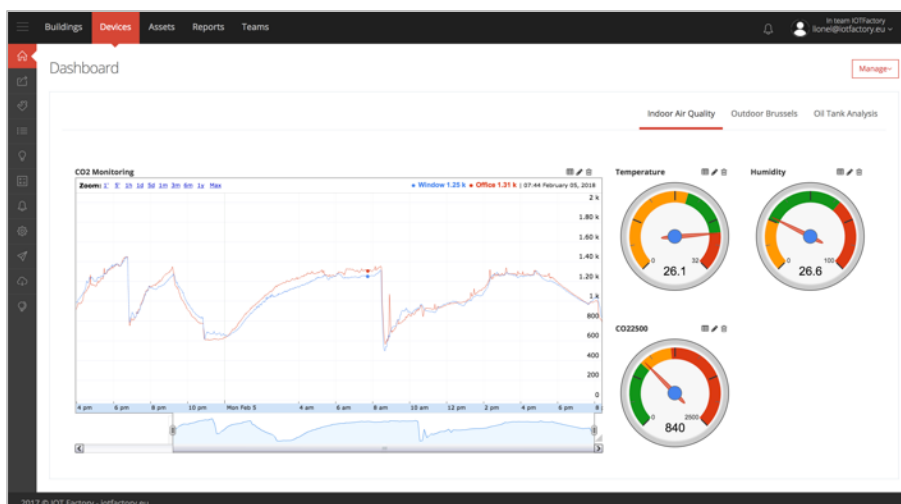 Buildings Devices Assets Reports Teams
In team IOTFactory
lionel@iotfactory.eu
Dashboard
Manage
Indoor Air Quality Outdoor Brussels Oil Tank Analysis
CO2 Monitoring
Zoom: 1h 1d 5d 1m 3m 6m 1y Max
Window 1.25 k Office 1.31 k | 07:44 February 05, 2018
2 k
1.80 k
1.60 k
1.40 k
1.20 k
1 k
800
600
400
200
0
4 pm 6 pm 8 pm 10 pm Mon Feb 5 4 am 6 am 8 am 10 am 12 pm 2 pm 4 pm 6 pm 8
Temperature
0 32
26.1
Humidity
0 100
26.6
CO22500
0 2500
840
2017 © IOT Factory - iotfactory.eu